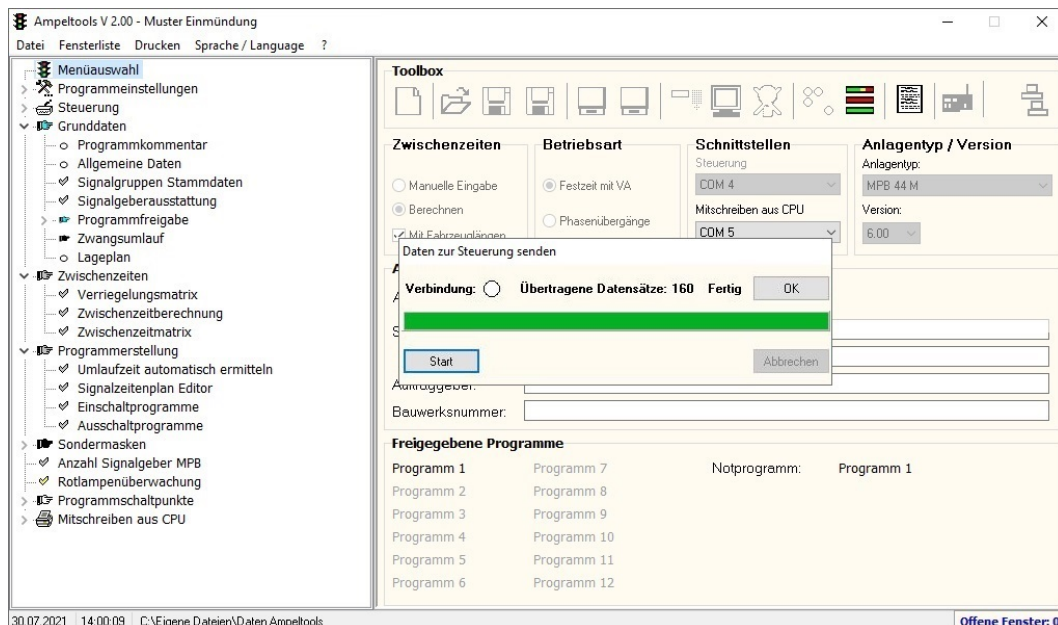 Ampeltools V 2.00 - Muster Einmündung
Datei Fensterliste Drucken Sprache / Language ?
Menüauswahl
Programmeinstellungen
Steuerung
Grunddaten
Programmkommentar
Allgemeine Daten
Signalgruppen Stammdaten
Signalgeberausstattung
Programmfreigabe
Zwangsumlauf
Lageplan
Zwischenzeiten
Verriegelungsmatrix
Zwischenzeitberechnung
Zwischenzeitmatrix
Programmerstellung
Umlaufzeit automatisch ermitteln
Signalzeitenplan Editor
Einschaltprogramme
Ausschaltprogramme
Sondermasken
Anzahl Signalgeber MPB
Rotlampenüberwachung
Programmschaltpunkte
Mitschreiben aus CPU
Toolbox
Zwischenzeiten
Manuelle Eingabe
Berechnen
Mit Fahrzeuglängen
Betriebsart
Festzeit mit VA
Phasenübergänge
Schnittstellen
Steuerung
COM 4
Mitschreiben aus CPU
COM 5
Anlagentyp / Version
Anlagentyp:
MPB 44 M
Version:
6.00
Daten zur Steuerung senden
Verbindung: Übertragene Datensätze: 160 Fertig OK
Start Abbrechen
Auftraggeber:
Bauwerksnummer:
Freigegebene Programme
Programm 1 Programm 7 Notprogramm: Programm 1
Programm 2 Programm 8
Programm 3 Programm 9
Programm 4 Programm 10
Programm 5 Programm 11
Programm 6 Programm 12
30.07.2021 14:00:09 C:\Eigene Dateien\Daten Ampeltools Offene Fenster: 0